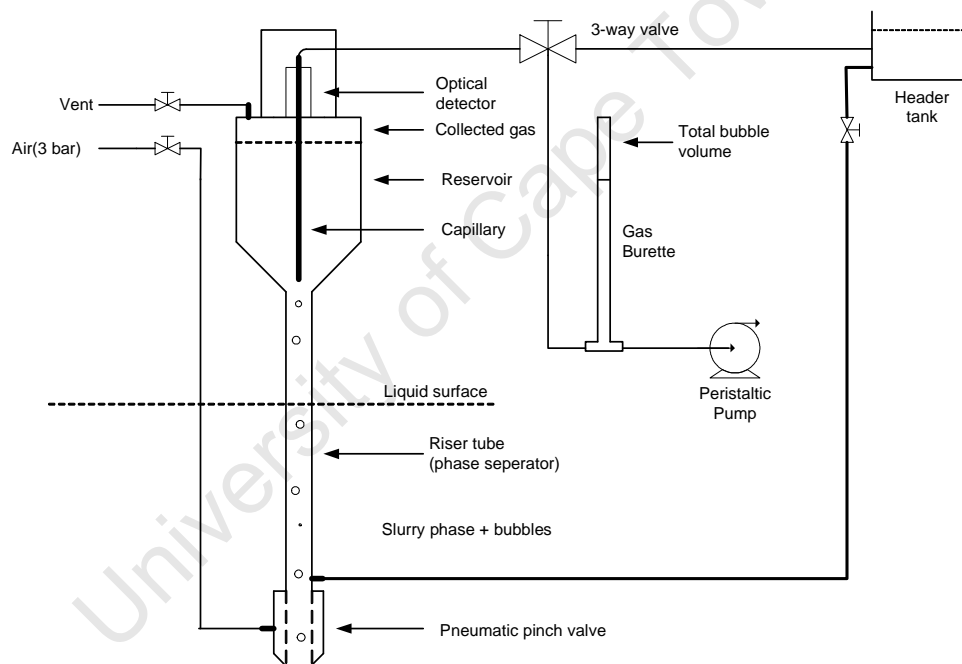 3-way valve
Optical
detector
Header
tank
Vent
Collected gas
Total bubble
volume
Air(3 bar)
Reservoir
Capillary
Gas
Burette
Peristaltic
Pump
Liquid surface
Riser tube
(phase seperator)
Slurry phase + bubbles
Pneumatic pinch valve
University of Cape Tow